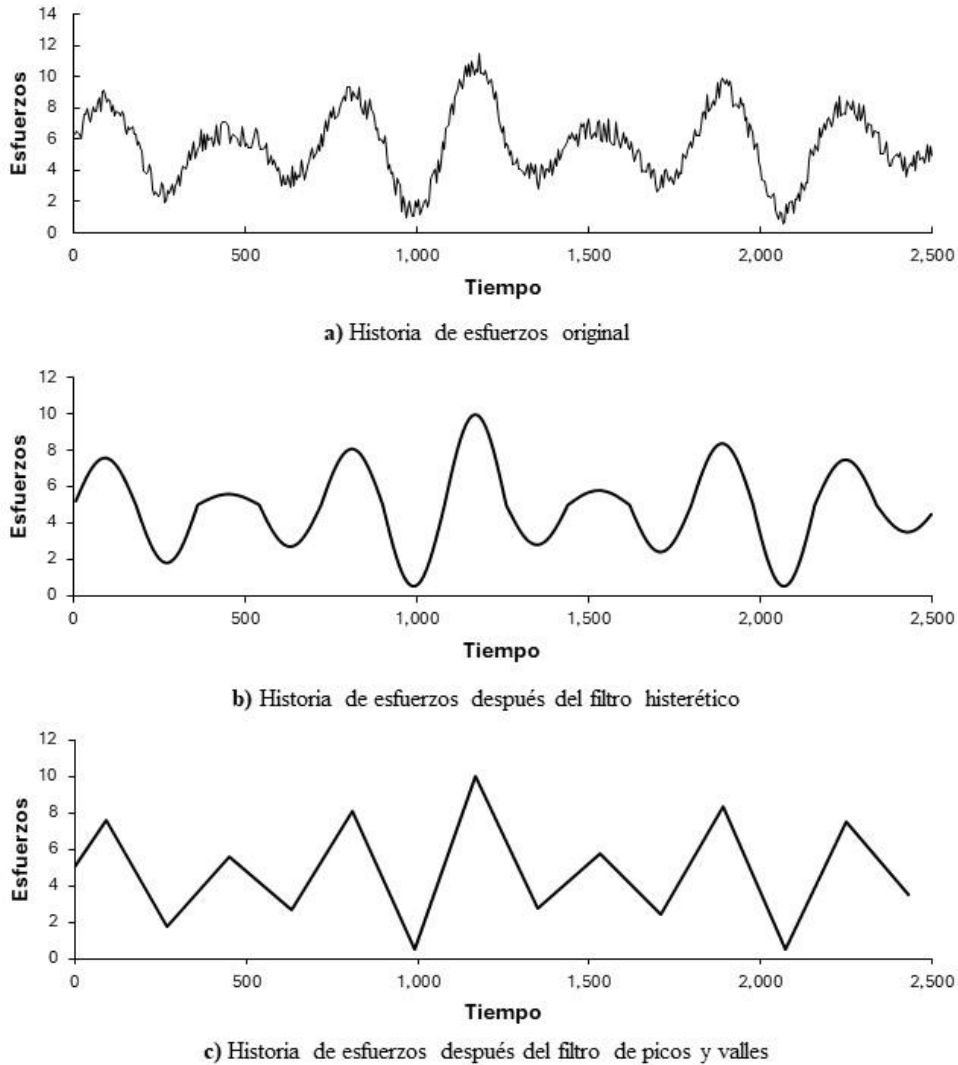 14
12
10
8
6
4
2
0
Esfuerzos
0 500 1,000 1,500 2,000 2,500
Tiempo
a) Historia de esfuerzos original
12
10
8
6
4
2
0
Esfuerzos
0 500 1,000 1,500 2,000 2,500
Tiempo
b) Historia de esfuerzos después del filtro histerético
12
10
8
6
4
2
0
Esfuerzos
0 500 1,000 1,500 2,000 2,500
Tiempo
c) Historia de esfuerzos después del filtro de picos y valles